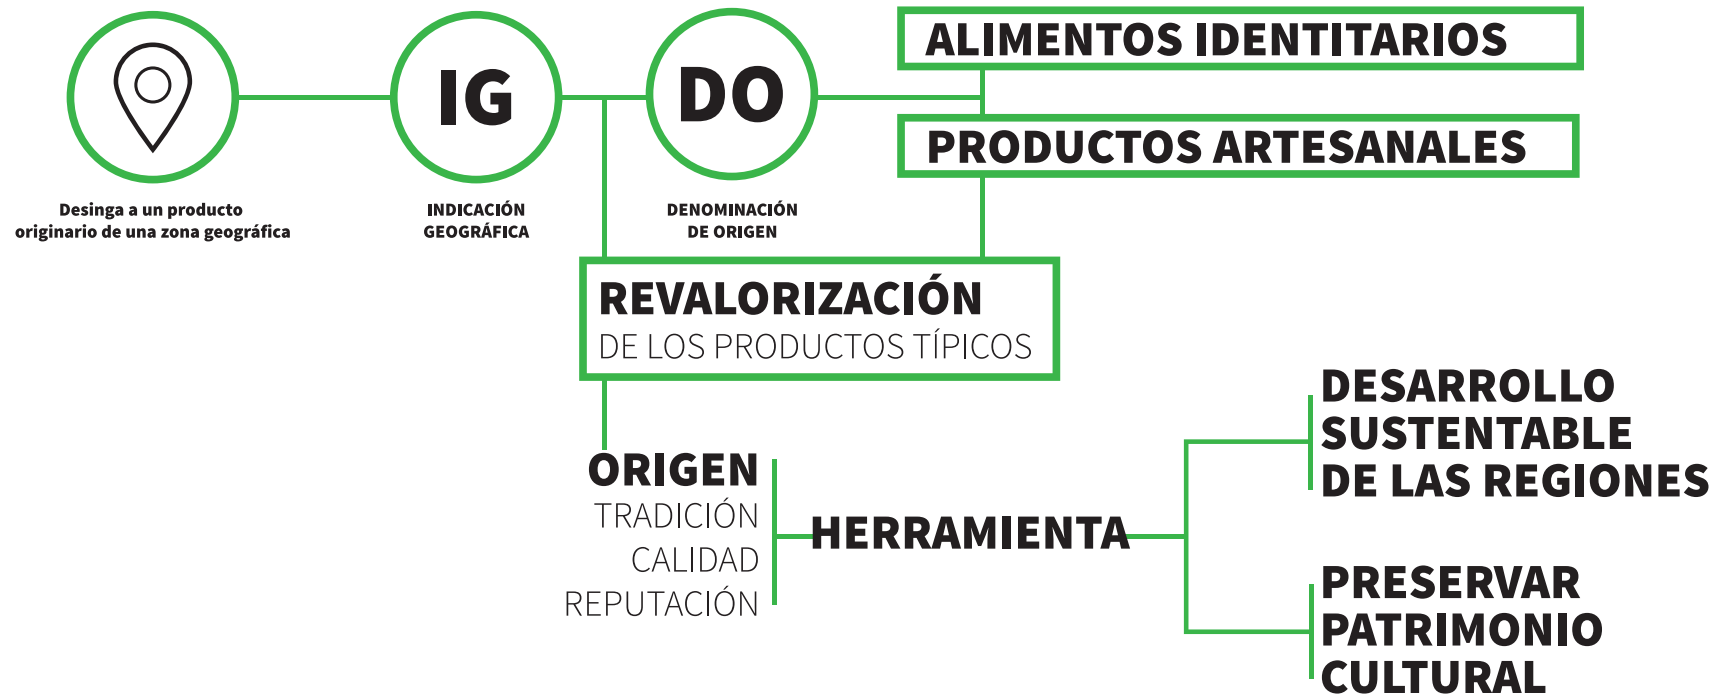 IG
DO
ALIMENTOS IDENTITARIOS
PRODUCTOS ARTESANALES
Desinga a un producto
originario de una zona geográfica
INDICACIÓN
GEOGRÁFICA
DENOMINACIÓN
DE ORIGEN
REVALORIZACIÓN
DE LOS PRODUCTOS TÍPICOS
ORIGEN
TRADICIÓN
CALIDAD
REPUTACIÓN
HERRAMIENTA
DESARROLLO
SUSTENTABLE
DE LAS REGIONES
PRESERVAR
PATRIMONIO
CULTURAL